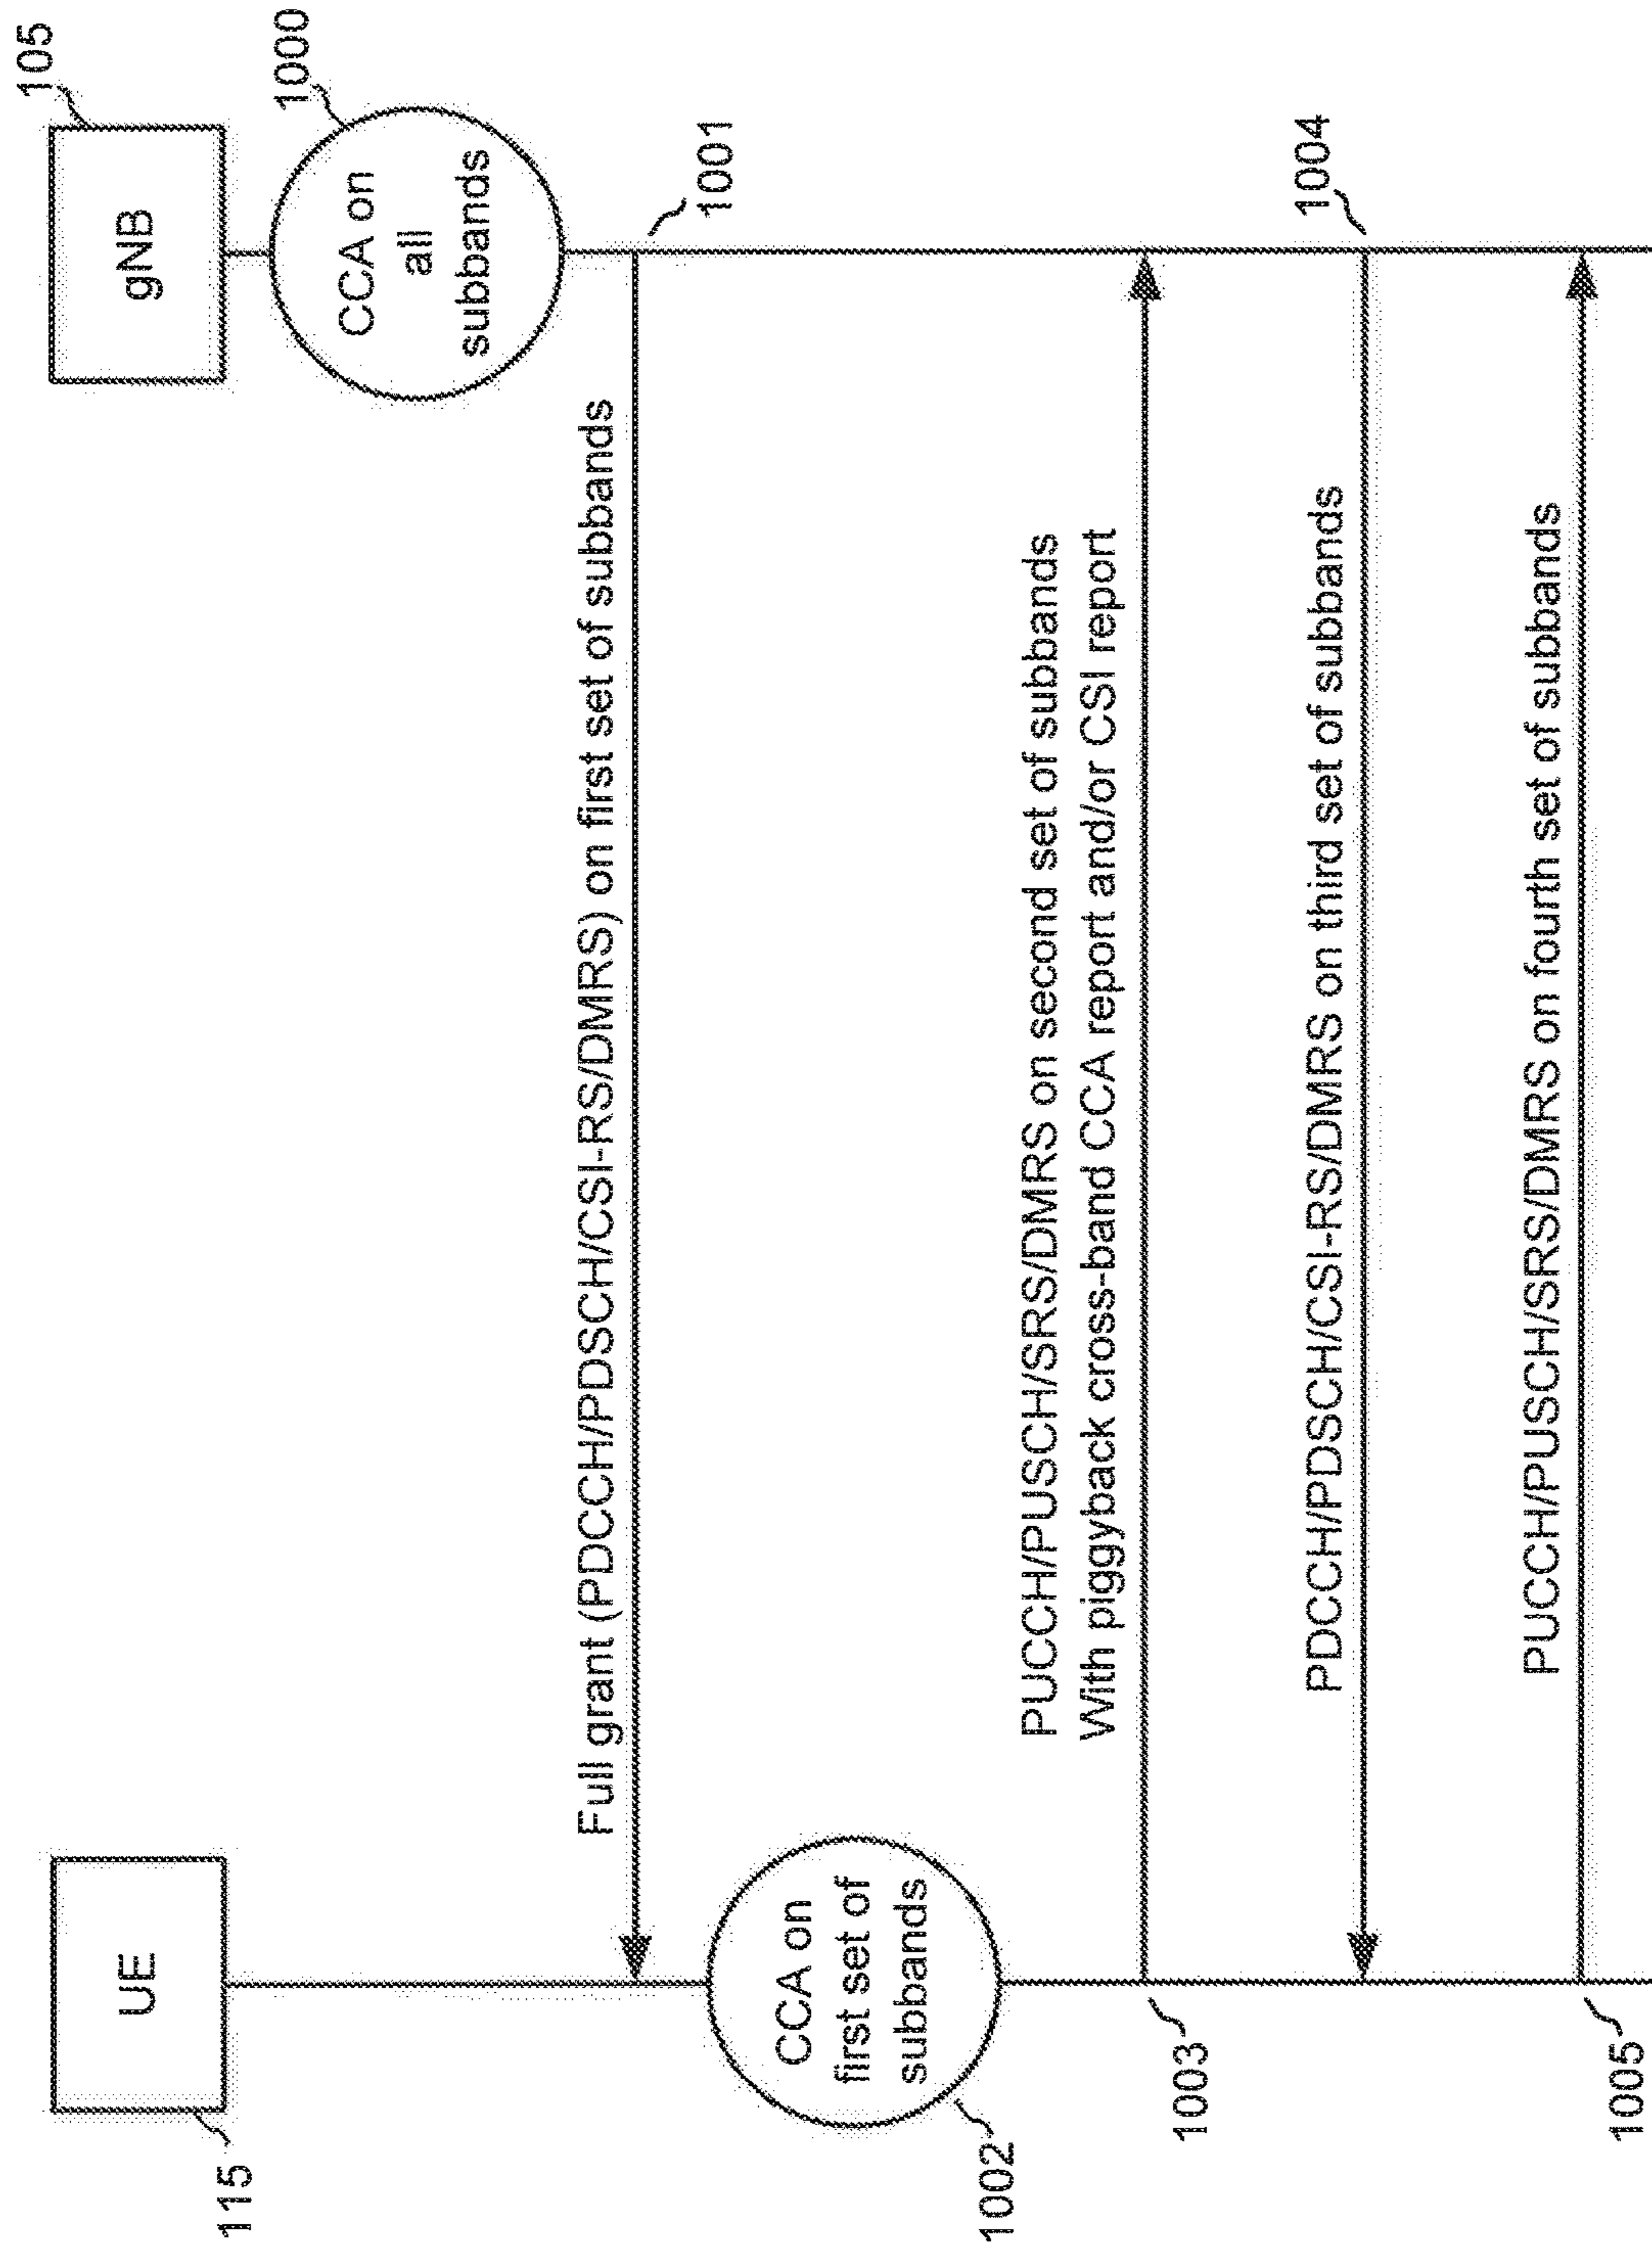 UE
gNB
115
105
CCA on
all
subbands
1000
Full grant (PDCCH/PDSCH/CSI-RS/DMRS) on first set of subbands
1001
CCA on
first set of
subbands
1002
PUCCH/PUSCH/SRS/DMRS on second set of subbands
With piggyback cross-band CCA report and/or CSI report
1003
PDCCH/PDSCH/CSI-RS/DMRS on third set of subbands
1004
PUCCH/PUSCH/SRS/DMRS on fourth set of subbands
1005